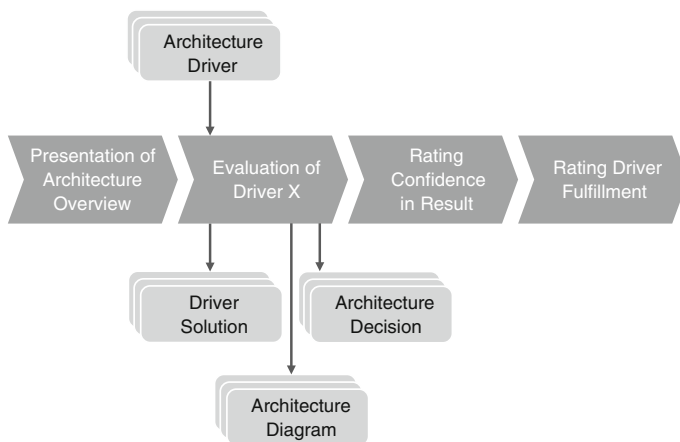 Architecture
Driver
Presentation of
Architecture
Overview
Evaluation of
Driver X
Rating
Confidence
in Result
Rating Driver
Fulfillment
Driver
Solution
Architecture
Decision
Architecture
Diagram